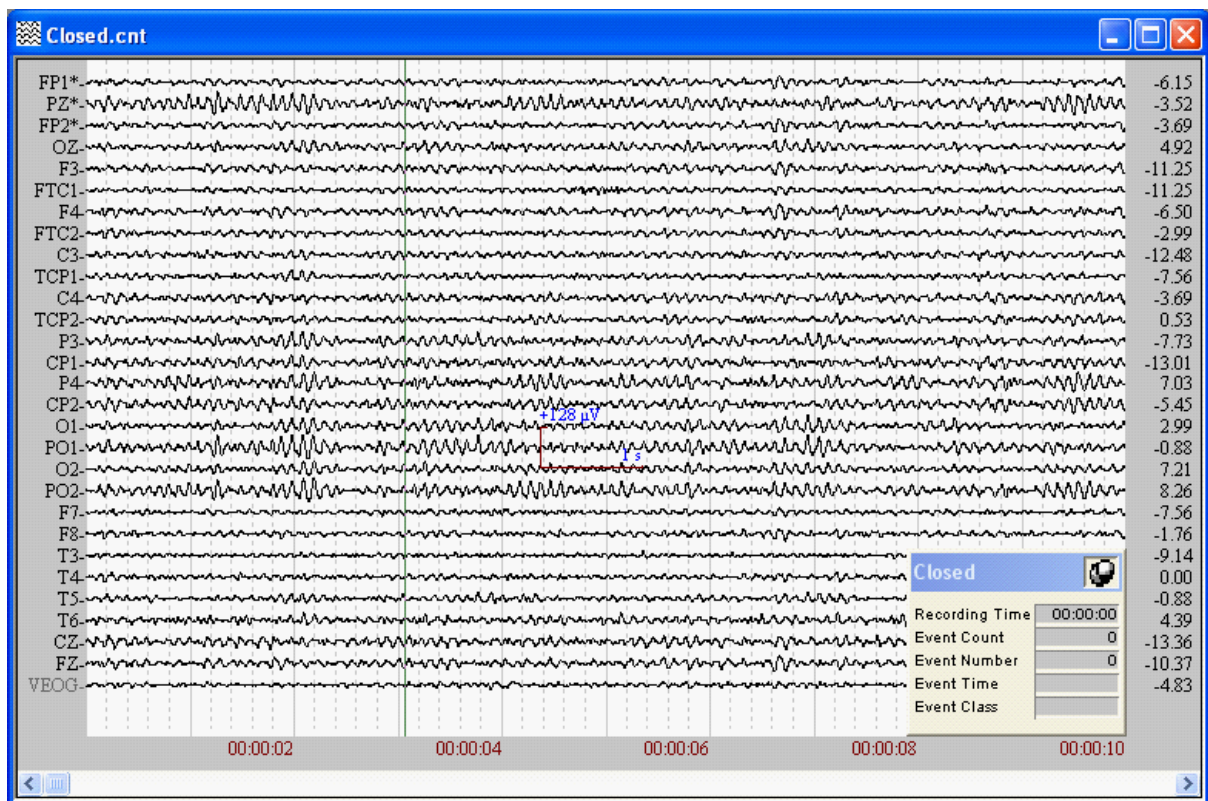 Closed.cnt
FP1*- -6.15
PZ*- -3.52
FP2*- -3.69
OZ- 4.92
F3- -11.25
FTC1- -11.25
F4- -6.50
FTC2- -2.99
C3- -12.48
TCP1- -7.56
C4- -3.69
TCP2- 0.53
P3- -7.73
CP1- -13.01
P4- 7.03
CP2- -5.45
+128 µV
O1- 2.99
PO1- -0.88
1 s
O2- 7.21
PO2- 8.26
F7- -7.56
F8- -1.76
T3- -9.14
T4- 0.00
T5- -0.88
T6- 4.39
CZ- -13.36
FZ- -10.37
VEOG- -4.83
Closed
Recording Time 00:00:00
Event Count 0
Event Number 0
Event Time
Event Class
00:00:02 00:00:04 00:00:06 00:00:08 00:00:10